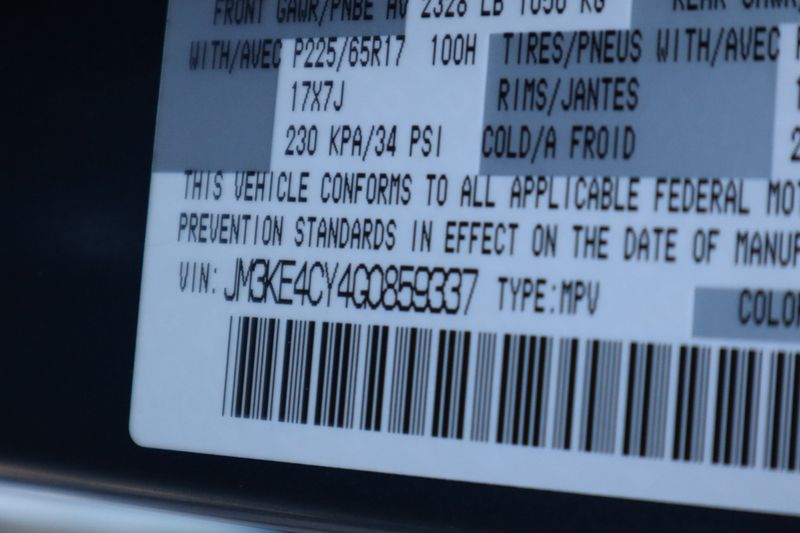 FRONT GAWR/PNBE AV 2328 LB 1056 KG
WITH/AVEC P225/65R17 100H TIRES/PNEUS WITH/AVEC
17X7J RIMS/JANTES
230 KPA/34 PSI COLD/A FROID
THIS VEHICLE CONFORMS TO ALL APPLICABLE FEDERAL MOT
PREVENTION STANDARDS IN EFFECT ON THE DATE OF MANUF
VIN: JM3KE4CY4G0859337 TYPE:MPV COLO